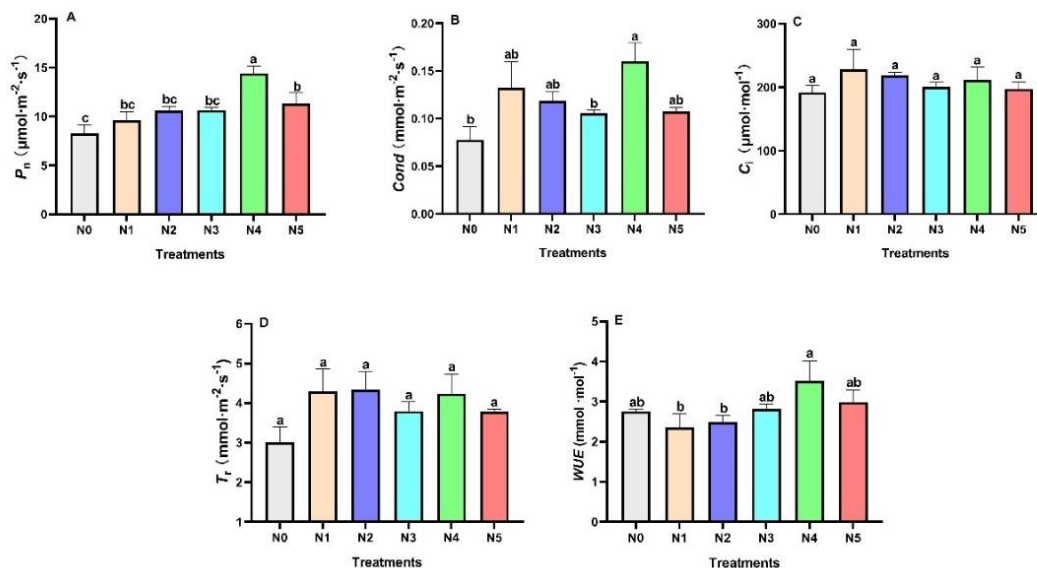 A
Pn (μmol·m-2·s-1)
20
15
10
5
0
c
bc
bc
bc
a
b
N0 N1 N2 N3 N4 N5
Treatments
B
Cond (mmol·m-2·s-1)
0.20
0.15
0.10
0.05
0.00
b
ab
ab
b
a
ab
N0 N1 N2 N3 N4 N5
Treatments
C
Ci (μmol·mol-1)
300
200
100
0
a
a
a
a
a
a
N0 N1 N2 N3 N4 N5
Treatments
D
Tr (mmol·m-2·s-1)
6
5
4
3
2
1
a
a
a
a
a
a
N0 N1 N2 N3 N4 N5
Treatments
E
WUE (mmol·mol-1)
5
4
3
2
1
0
ab
b
b
ab
a
ab
N0 N1 N2 N3 N4 N5
Treatments